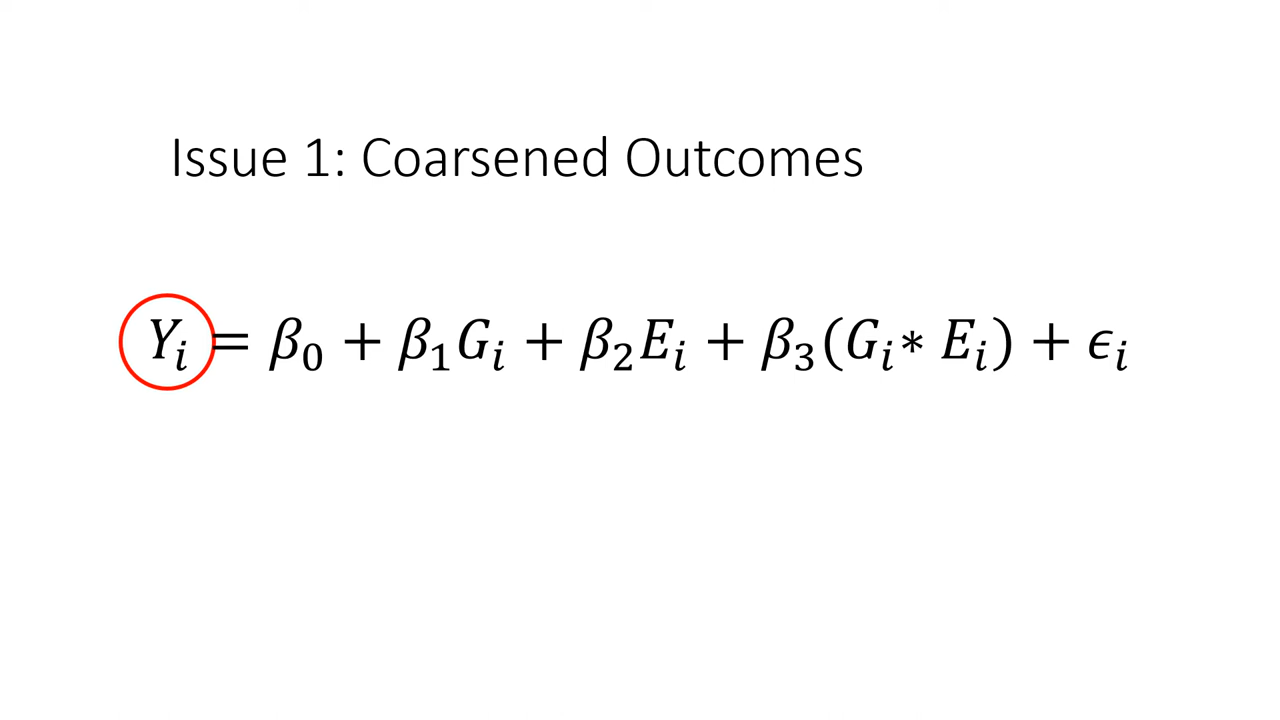 Issue 1: Coarsened Outcomes
Yᵢ = β₀ + β₁Gᵢ + β₂Eᵢ + β₃(Gᵢ∗ Eᵢ) + ϵᵢ